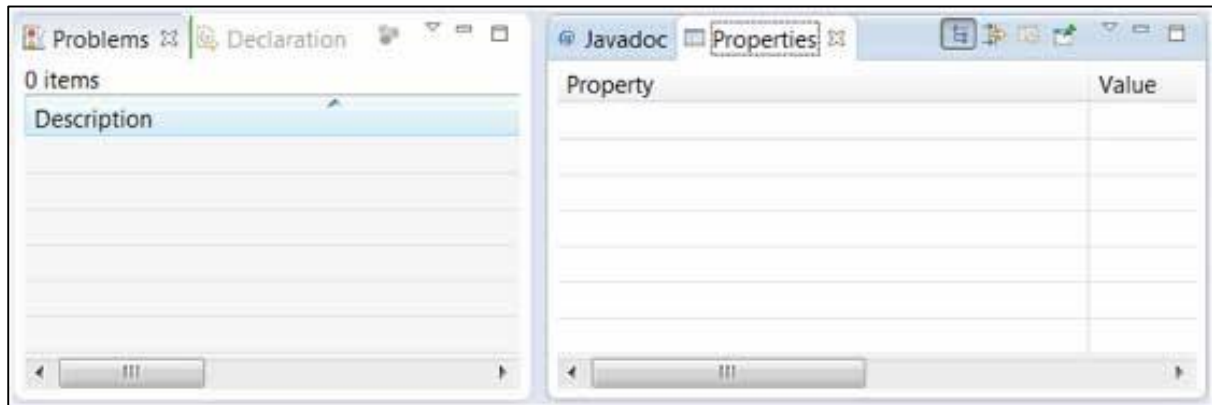 Problems Declaration
0 items
Description
@ Javadoc Properties
Property Value